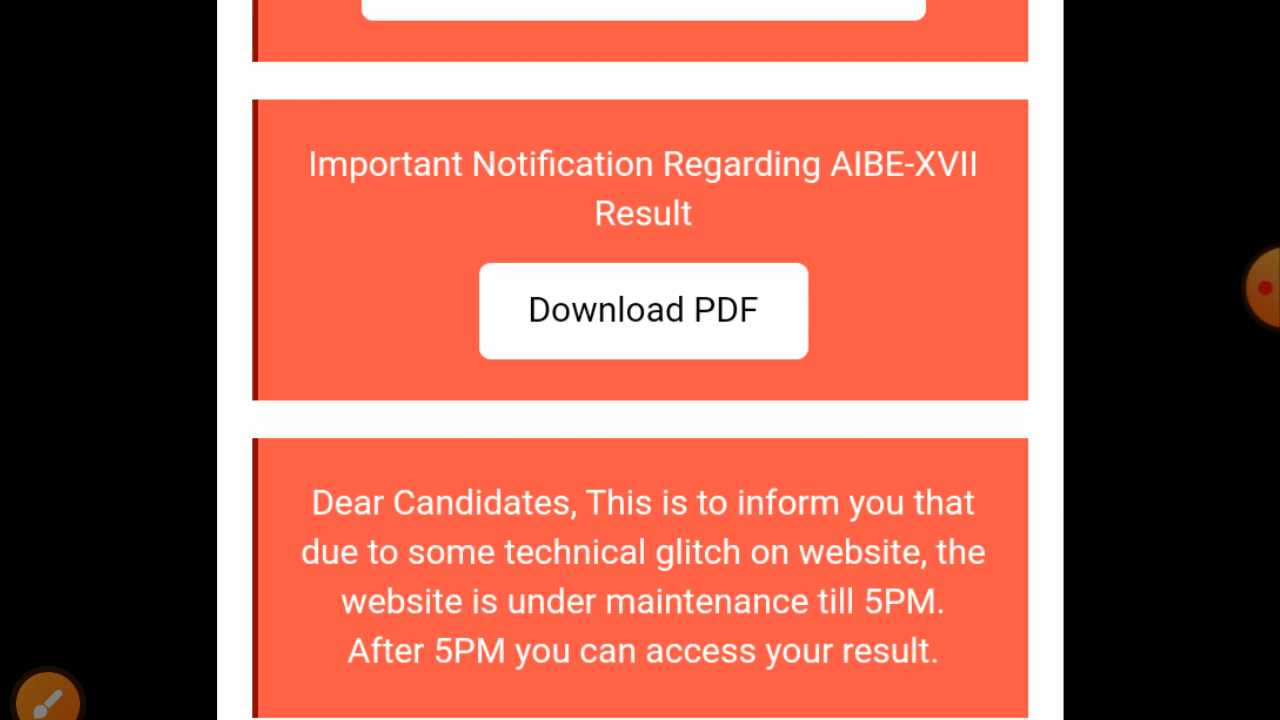 Important Notification Regarding AIBE-XVII
Result
Download PDF
Dear Candidates, This is to inform you that
due to some technical glitch on website, the
website is under maintenance till 5PM.
After 5PM you can access your result.